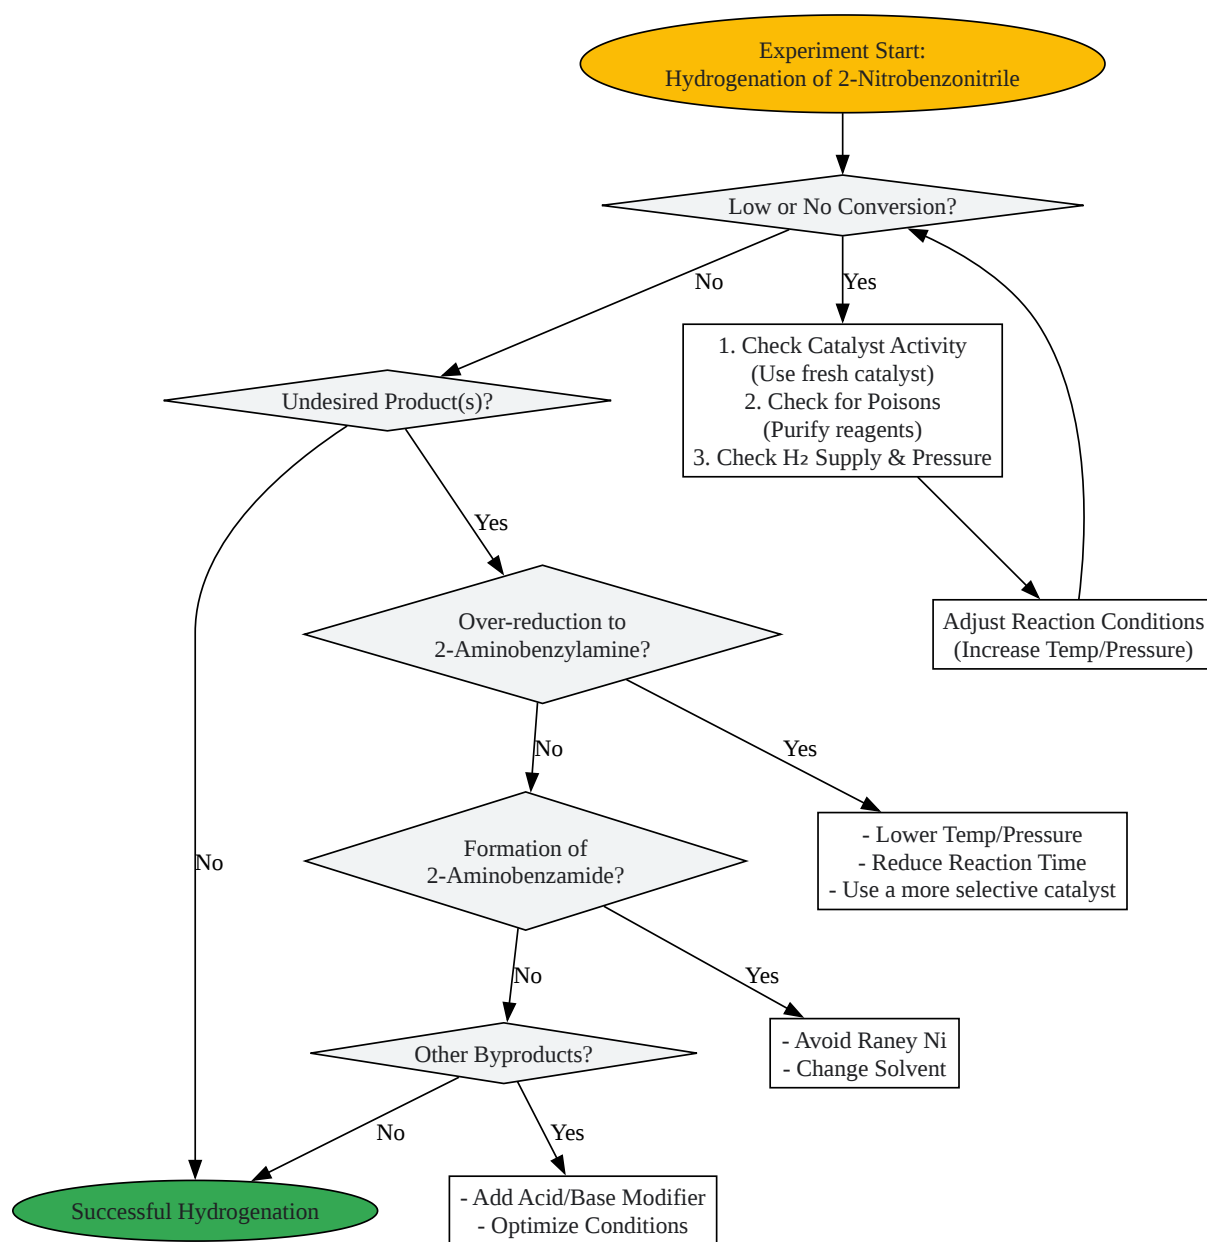 Experiment Start:
Hydrogenation of 2-Nitrobenzonitrile
Low or No Conversion?
No
Yes
1. Check Catalyst Activity
(Use fresh catalyst)
2. Check for Poisons
(Purify reagents)
3. Check H₂ Supply & Pressure
Undesired Product(s)?
Yes
Adjust Reaction Conditions
(Increase Temp/Pressure)
Over-reduction to
2-Aminobenzylamine?
No
Yes
- Lower Temp/Pressure
- Reduce Reaction Time
- Use a more selective catalyst
Formation of
2-Aminobenzamide?
No
No
Yes
- Avoid Raney Ni
- Change Solvent
Other Byproducts?
No
Yes
Successful Hydrogenation
- Add Acid/Base Modifier
- Optimize Conditions